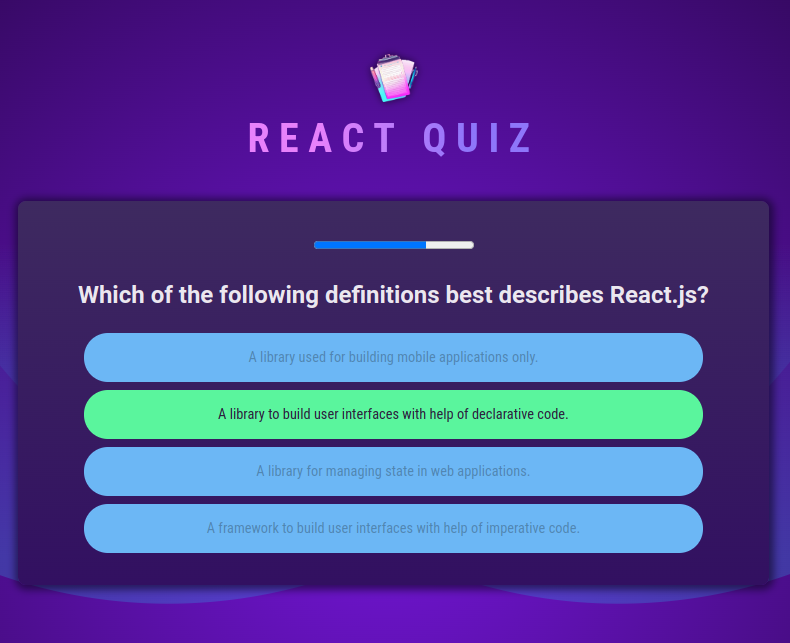 REACT QUIZ
Which of the following definitions best describes React.js?
A library used for building mobile applications only.
A library to build user interfaces with help of declarative code.
A library for managing state in web applications.
A framework to build user interfaces with help of imperative code.